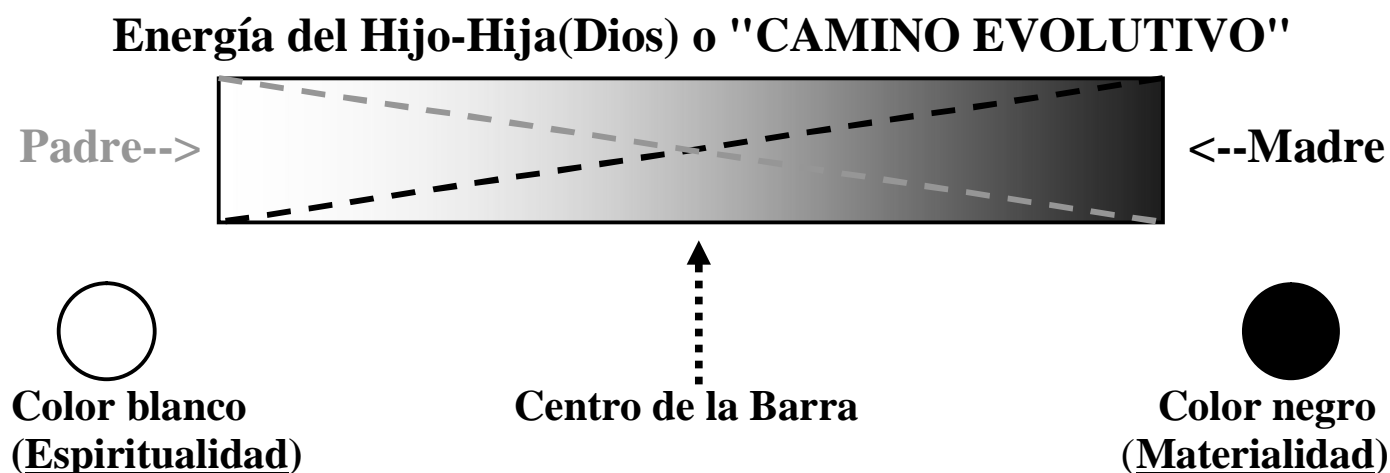 Energía del Hijo-Hija(Dios) o "CAMINO EVOLUTIVO"
Padre-->
<--Madre
Color blanco
(Espiritualidad)
Centro de la Barra
Color negro
(Materialidad)